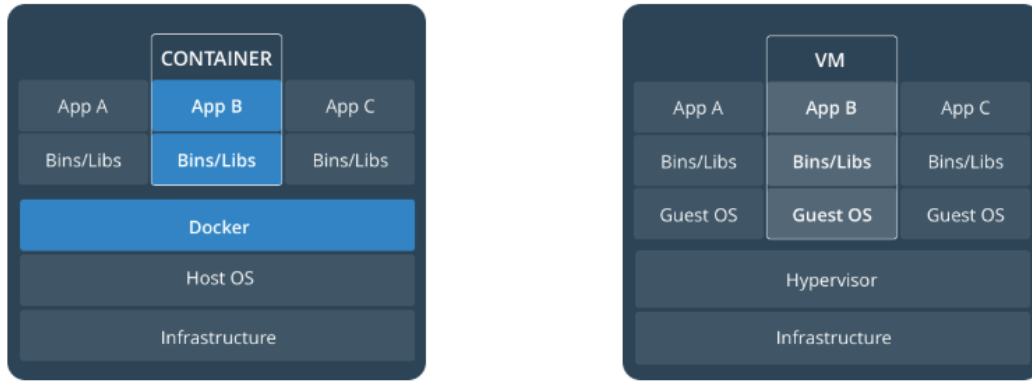 CONTAINER
App A App B App C
Bins/Libs Bins/Libs Bins/Libs
Docker
Host OS
Infrastructure
VM
App A App B App C
Bins/Libs Bins/Libs Bins/Libs
Guest OS Guest OS Guest OS
Hypervisor
Infrastructure